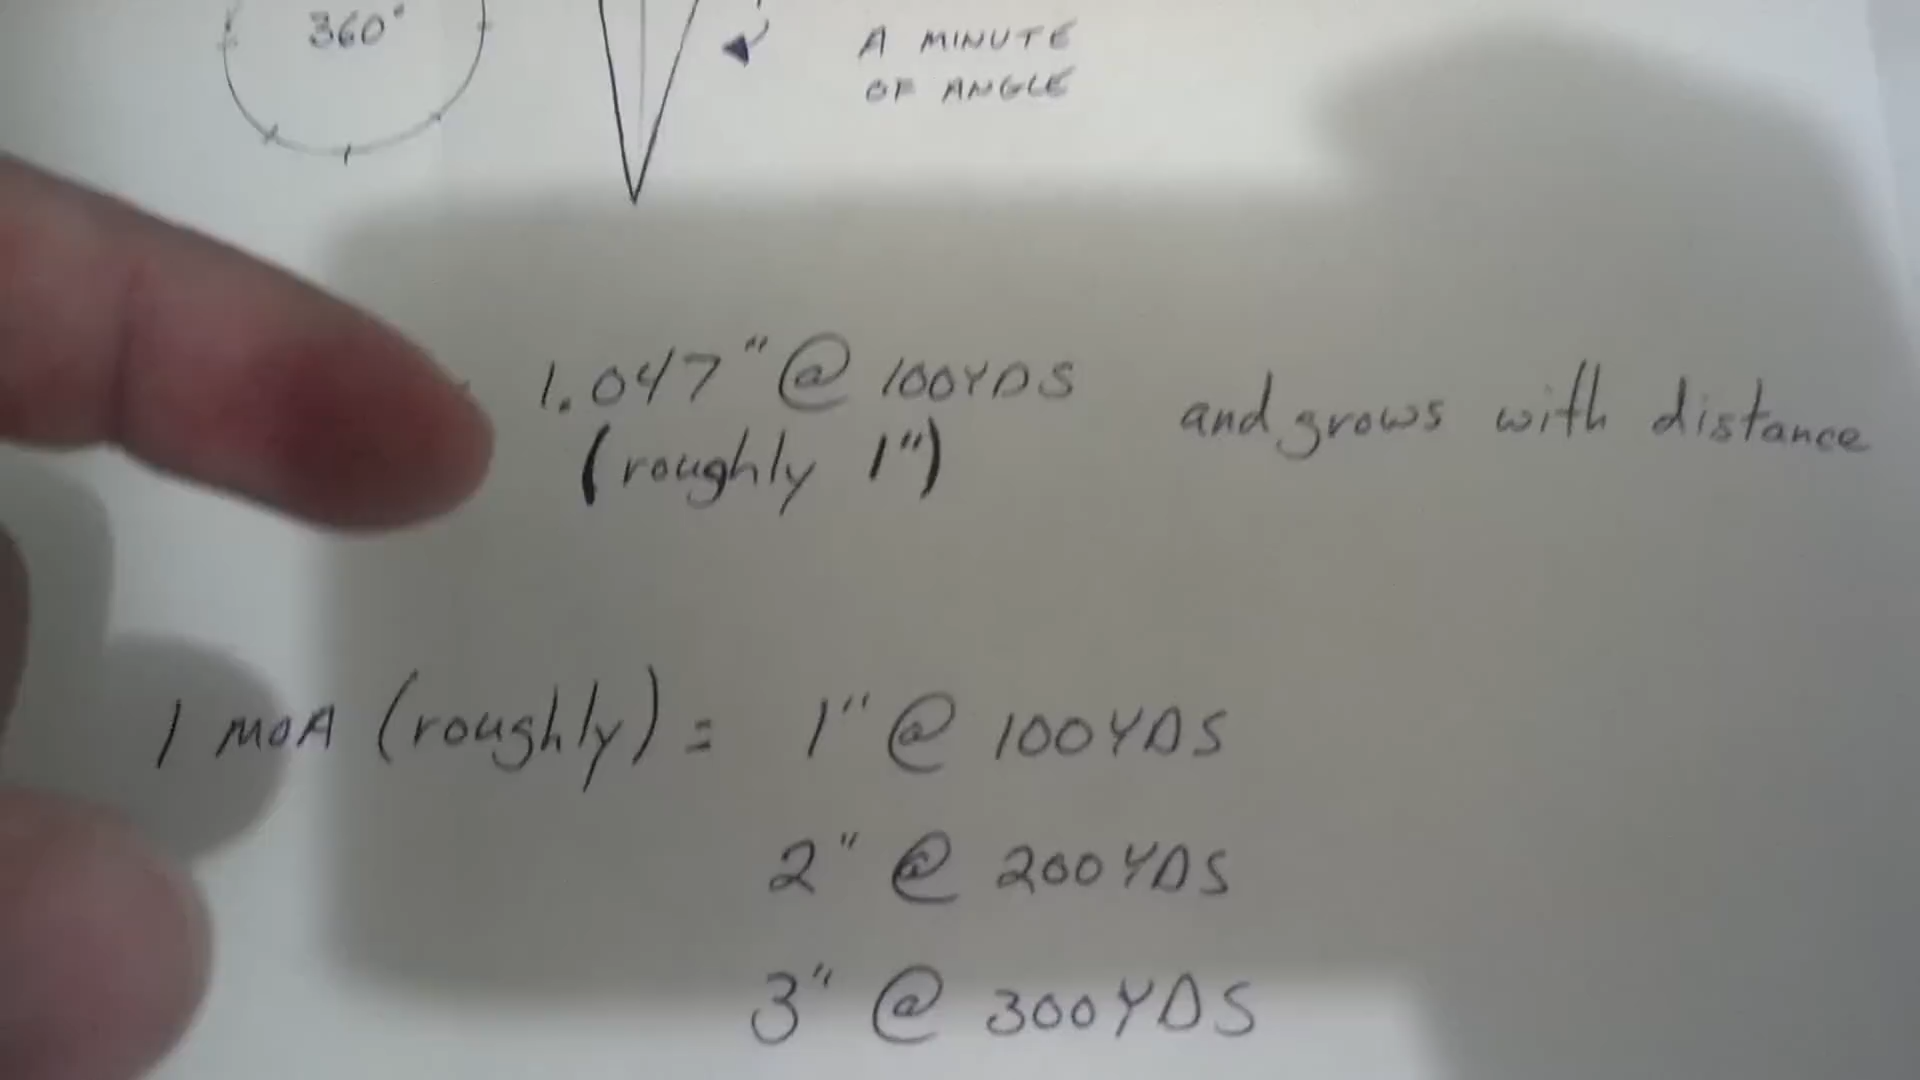 360°
A MINUTE
OF ANGLE
1.047" @ 100YDS and grows with distance
(roughly 1")
1 MOA (roughly) = 1" @ 100YDS
2" @ 200YDS
3" @ 300YDS